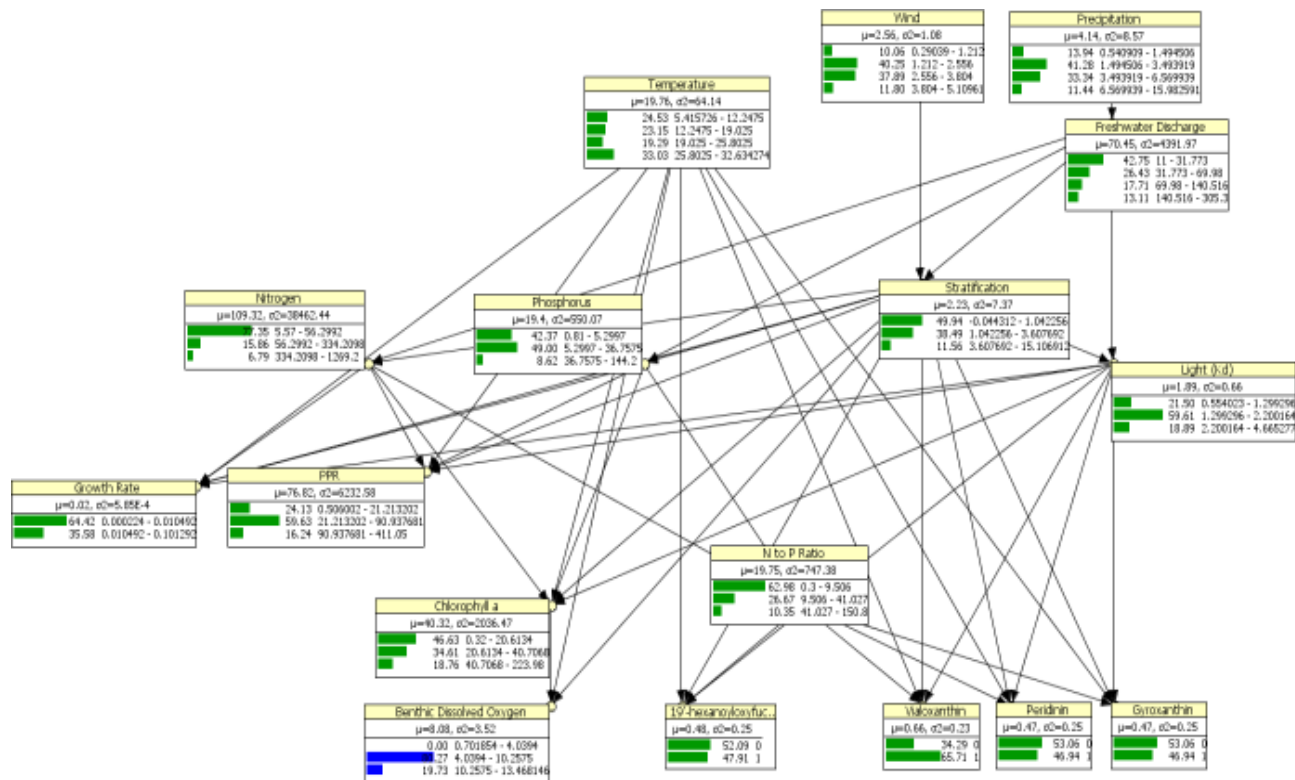 Wind
μ=2.56, σ2=1.08
10.06 0.29039 - 1.212
40.25 1.212 - 2.556
37.89 2.556 - 3.804
11.80 3.804 - 5.10961
Precipitation
μ=4.14, σ2=8.57
13.94 0.540909 - 1.494506
41.28 1.494506 - 3.493919
33.34 3.493919 - 6.569939
11.44 6.569939 - 15.982591
Temperature
μ=19.76, σ2=64.14
24.53 5.415726 - 12.2475
23.15 12.2475 - 19.025
19.29 19.025 - 25.8025
33.03 25.8025 - 32.634274
Freshwater Discharge
μ=70.45, σ2=4391.97
42.75 11 - 31.773
26.43 31.773 - 69.98
17.71 69.98 - 140.516
13.11 140.516 - 305.3
Nitrogen
μ=109.32, σ2=38462.44
5.57 - 56.2992
15.86 56.2992 - 334.2098
6.79 334.2098 - 1269.2
Phosphorus
μ=19.4, σ2=550.07
42.37 0.81 - 5.2997
49.00 5.2997 - 36.7575
8.62 36.7575 - 144.2
Stratification
μ=2.23, σ2=7.37
49.94 -0.044312 - 1.042256
38.49 1.042256 - 3.607692
11.56 3.607692 - 15.106912
Light (Kd)
μ=1.89, σ2=0.66
21.50 0.554023 - 1.299296
59.61 1.299296 - 2.200164
18.89 2.200164 - 4.665277
Growth Rate
μ=0.02, σ2=5.85E-4
64.42 0.000224 - 0.010492
35.58 0.010492 - 0.101292
PPR
μ=76.82, σ2=6232.58
24.13 0.506002 - 21.213202
59.63 21.213202 - 90.937681
16.24 90.937681 - 411.05
N to P Ratio
μ=19.75, σ2=747.38
62.98 0.3 - 9.506
26.67 9.506 - 41.027
10.35 41.027 - 150.8
Chlorophyll a
μ=40.32, σ2=2036.47
46.63 0.32 - 20.6134
34.61 20.6134 - 40.7068
18.76 40.7068 - 223.98
Benthic Dissolved Oxygen
μ=8.08, σ2=3.52
0.00 0.701854 - 4.0394
4.0394 - 10.2575
19.73 10.2575 - 13.468146
19'-hexanoyloxyfuc...
μ=0.48, σ2=0.25
52.09 0
47.91 1
Vialoxanthin
μ=0.66, σ2=0.23
34.29 0
65.71 1
Peridinin
μ=0.47, σ2=0.25
53.06 0
46.94 1
Gyroxanthin
μ=0.47, σ2=0.25
53.06 0
46.94 1